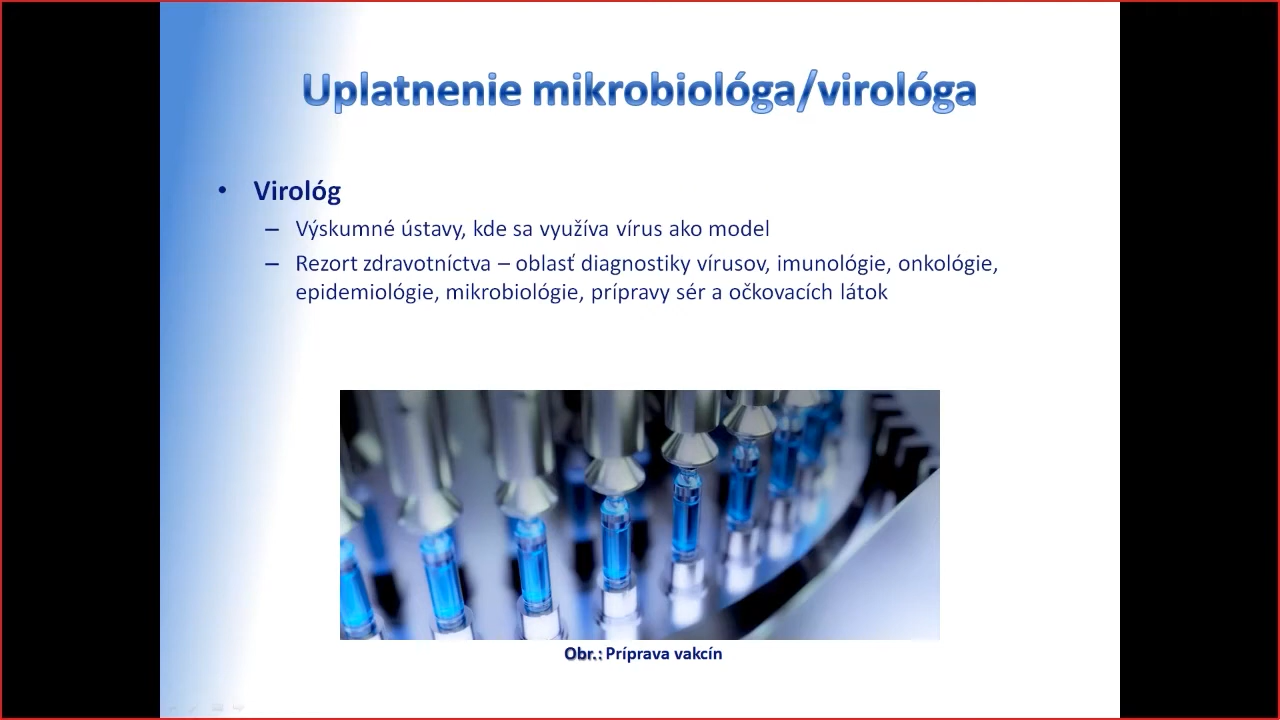 Uplatnenie mikrobiológa/virológa
• Virológ
– Výskumné ústavy, kde sa využíva vírus ako model
– Rezort zdravotníctva – oblasť diagnostiky vírusov, imunológie, onkológie,
epidemiológie, mikrobiológie, prípravy sér a očkovacích látok
Obr.: Príprava vakcín